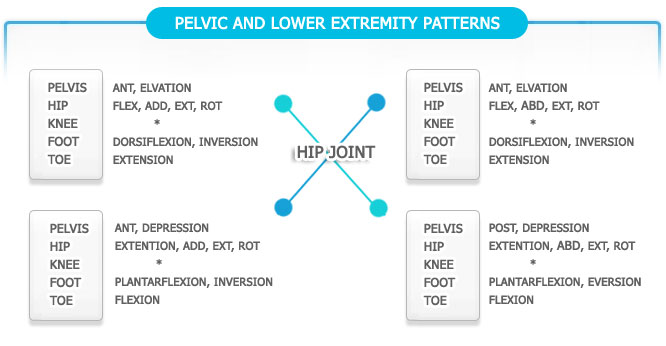 PELVIC AND LOWER EXTREMITY PATTERNS
PELVIS ANT, ELVATION
HIP FLEX, ADD, EXT, ROT
KNEE *
FOOT DORSIFLEXION, INVERSION
TOE EXTENSION
HIP JOINT
PELVIS ANT, ELVATION
HIP FLEX, ABD, EXT, ROT
KNEE *
FOOT DORSIFLEXION, INVERSION
TOE EXTENSION
PELVIS ANT, DEPRESSION
HIP EXTENTION, ADD, EXT, ROT
KNEE *
FOOT PLANTARFLEXION, INVERSION
TOE FLEXION
PELVIS POST, DEPRESSION
HIP EXTENTION, ABD, EXT, ROT
KNEE *
FOOT PLANTARFLEXION, EVERSION
TOE FLEXION